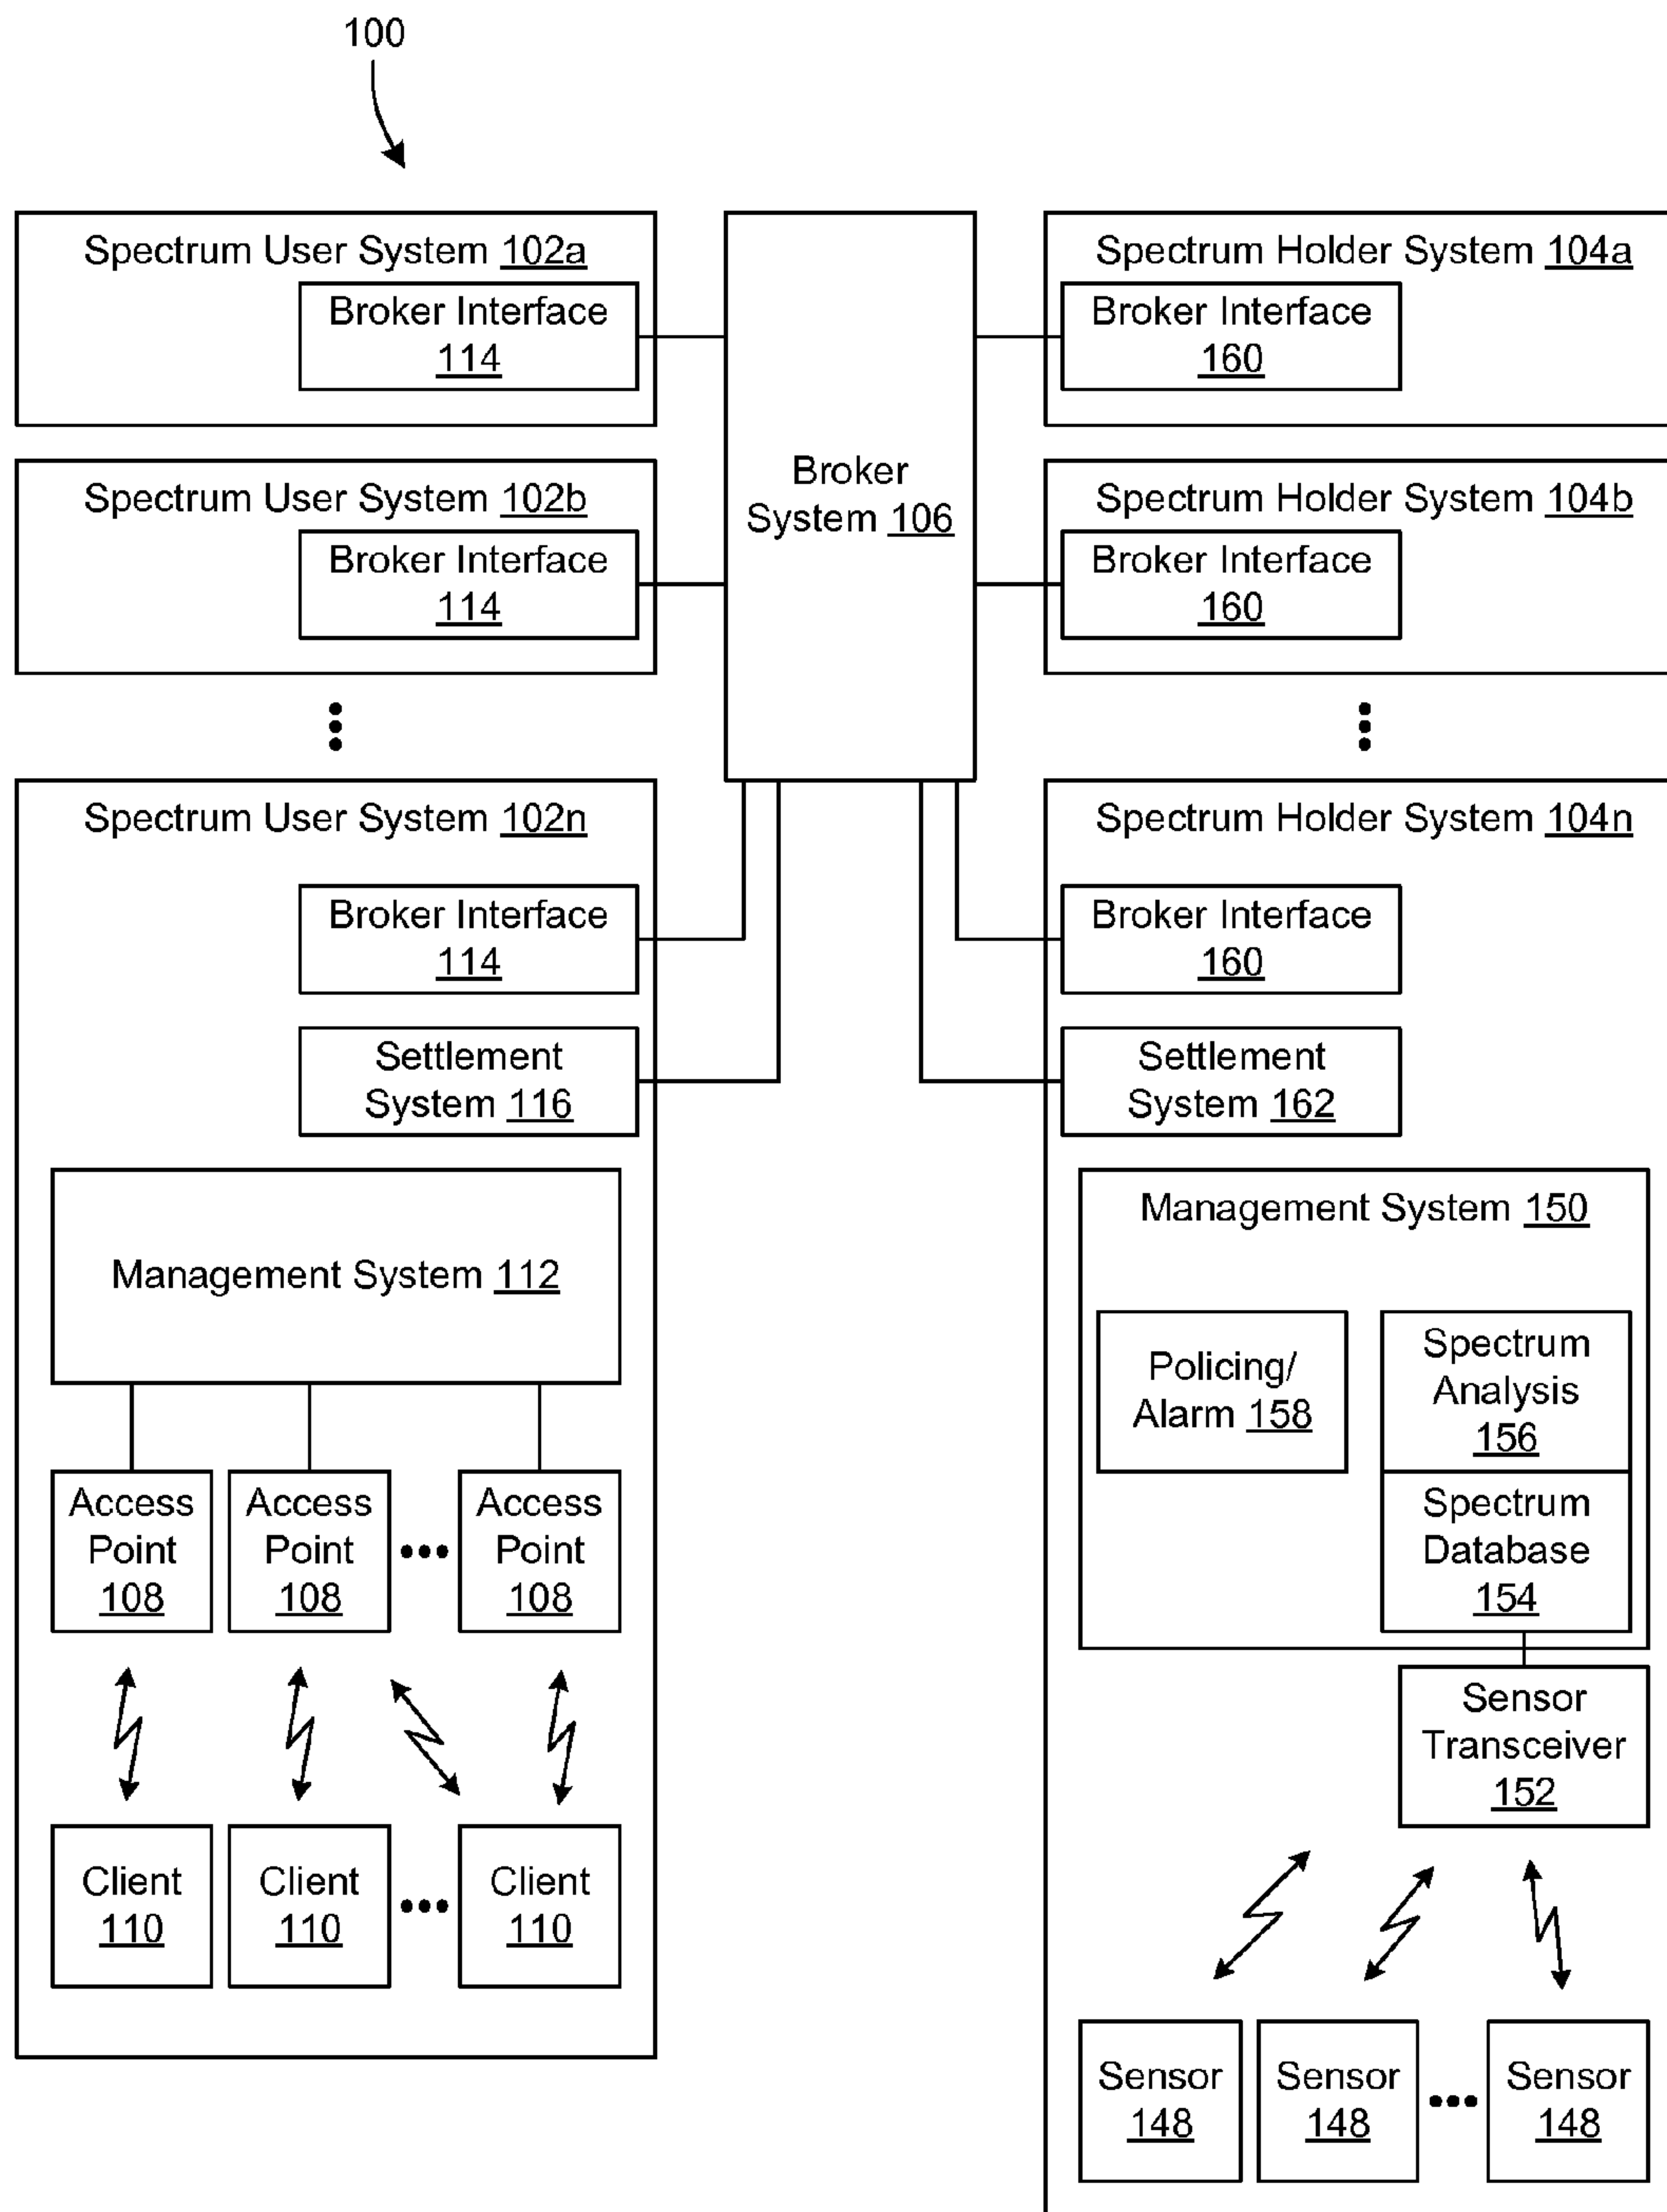 100
Spectrum User System 102a
Broker Interface
114
Spectrum User System 102b
Broker Interface
114
Broker
System 106
Spectrum Holder System 104a
Broker Interface
160
Spectrum Holder System 104b
Broker Interface
160
Spectrum User System 102n
Broker Interface
114
Settlement
System 116
Management System 112
Access
Point
108
Access
Point
108
Access
Point
108
Client
110
Client
110
Client
110
Spectrum Holder System 104n
Broker Interface
160
Settlement
System 162
Management System 150
Policing/
Alarm 158
Spectrum
Analysis
156
Spectrum
Database
154
Sensor
Transceiver
152
Sensor
148
Sensor
148
Sensor
148